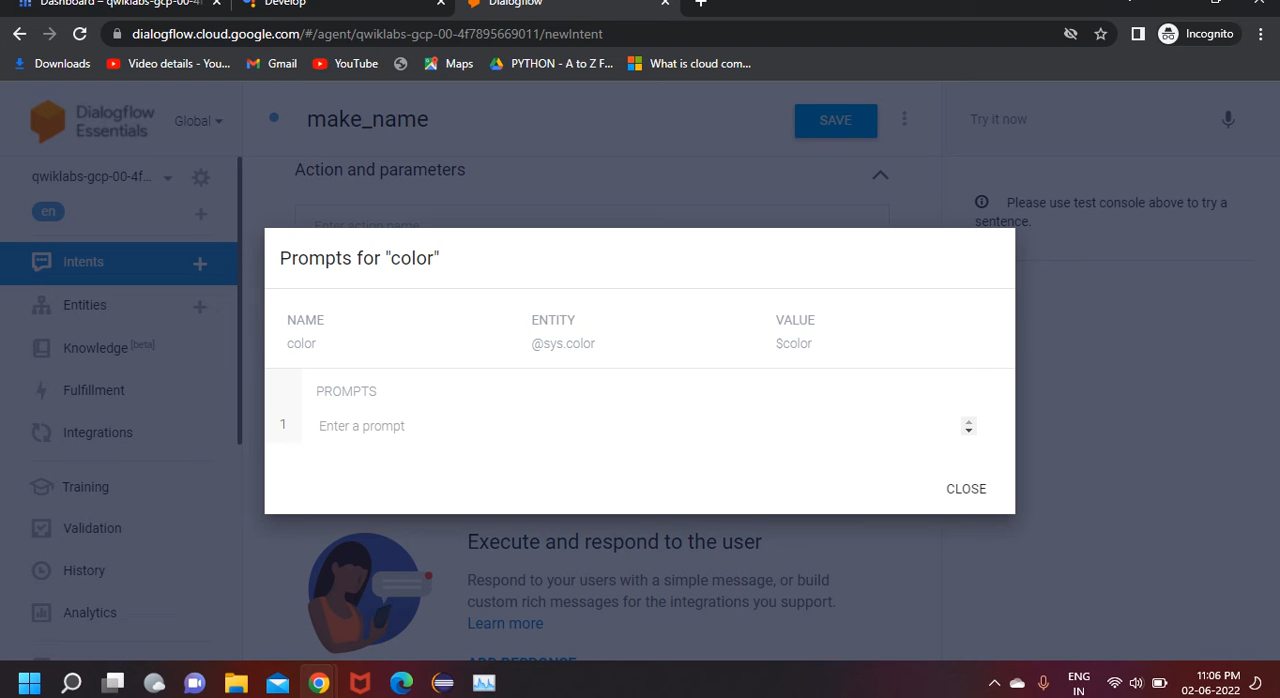 Dashboard – qwiklabs-gcp-00-4f
Develop
Dialogflow
dialogflow.cloud.google.com/#/agent/qwiklabs-gcp-00-4f7895669011/newIntent
Incognito
Downloads
Video details - You...
Gmail
YouTube
Maps
PYTHON - A to Z F...
What is cloud com...
Dialogflow
Essentials
Global
make_name
SAVE
Try it now
qwiklabs-gcp-00-4f...
en
Action and parameters
Enter action name
Please use test console above to try a
sentence.
Intents
Entities
Knowledge [beta]
Fulfillment
Integrations
Training
Validation
History
Analytics
Prompts for "color"
NAME ENTITY VALUE
color @sys.color $color
PROMPTS
1 Enter a prompt
CLOSE
Execute and respond to the user
Respond to your users with a simple message, or build
custom rich messages for the integrations you support.
Learn more
ADD RESPONSE
ENG
IN
11:06 PM
02-06-2022